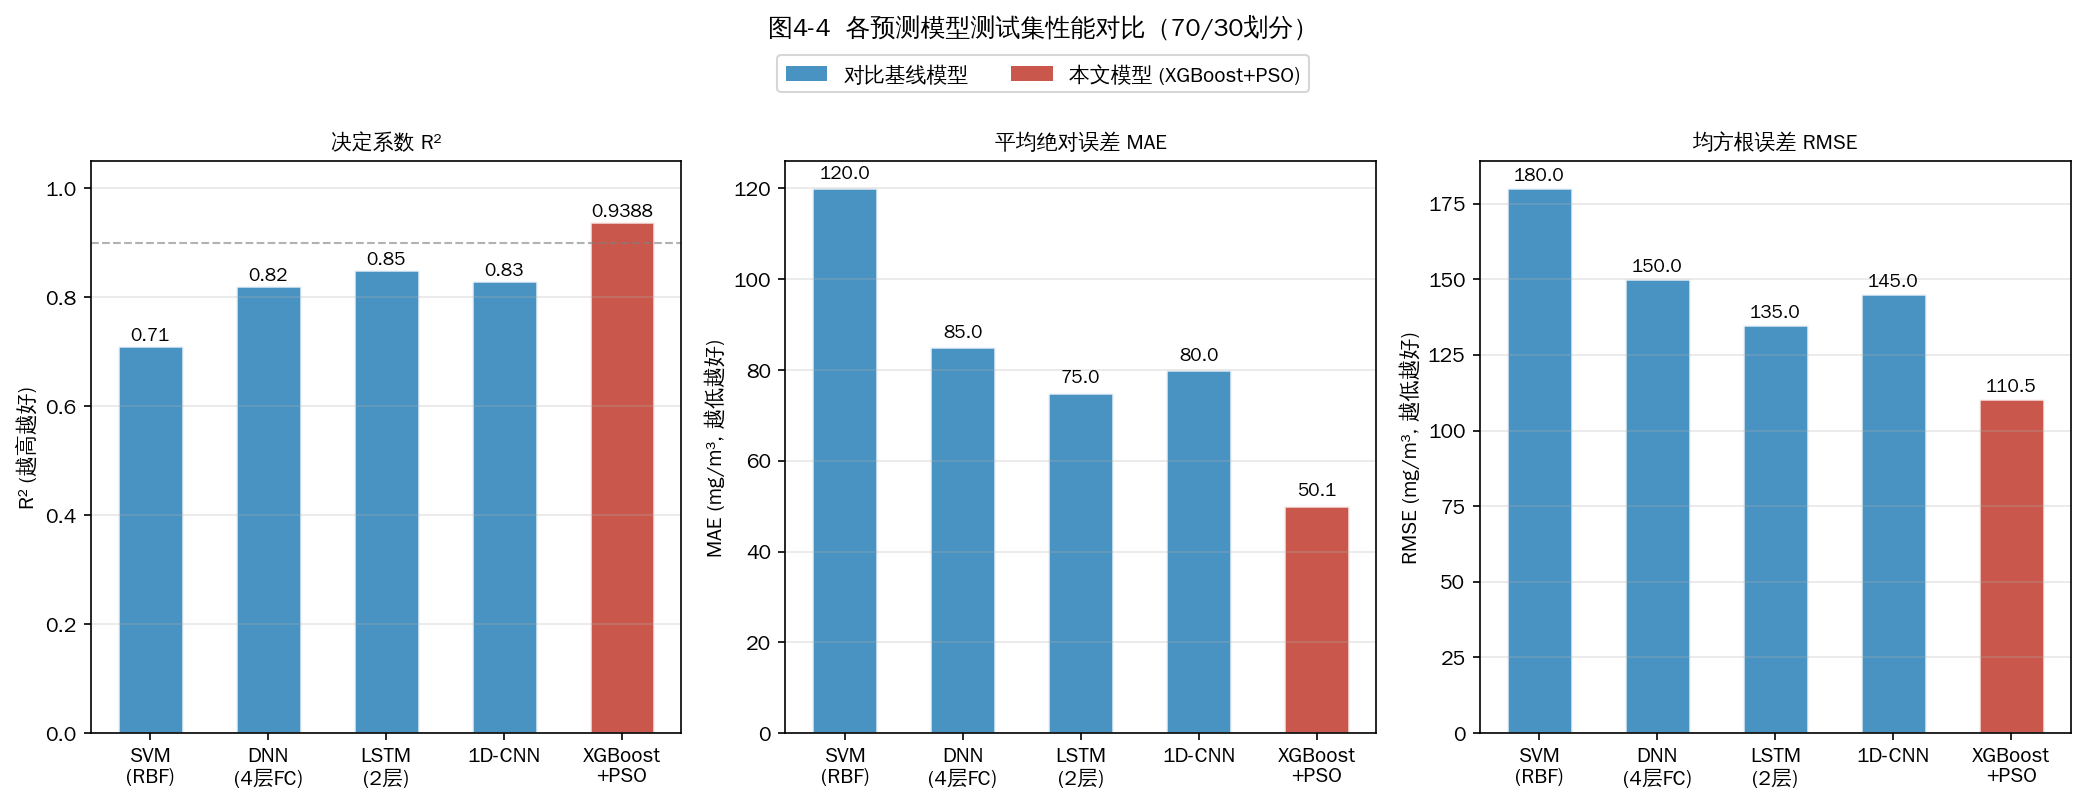 图4-4 各预测模型测试集性能对比（70/30划分）
对比基线模型
本文模型 (XGBoost+PSO)
决定系数 R²
R² (越高越好)
1.0
0.8
0.6
0.4
0.2
0.0
0.71
0.82
0.85
0.83
0.9388
SVM
(RBF)
DNN
(4层FC)
LSTM
(2层)
1D-CNN
XGBoost
+PSO
平均绝对误差 MAE
MAE (mg/m³, 越低越好)
120
100
80
60
40
20
0
120.0
85.0
75.0
80.0
50.1
SVM
(RBF)
DNN
(4层FC)
LSTM
(2层)
1D-CNN
XGBoost
+PSO
均方根误差 RMSE
RMSE (mg/m³, 越低越好)
175
150
125
100
75
50
25
0
180.0
150.0
135.0
145.0
110.5
SVM
(RBF)
DNN
(4层FC)
LSTM
(2层)
1D-CNN
XGBoost
+PSO